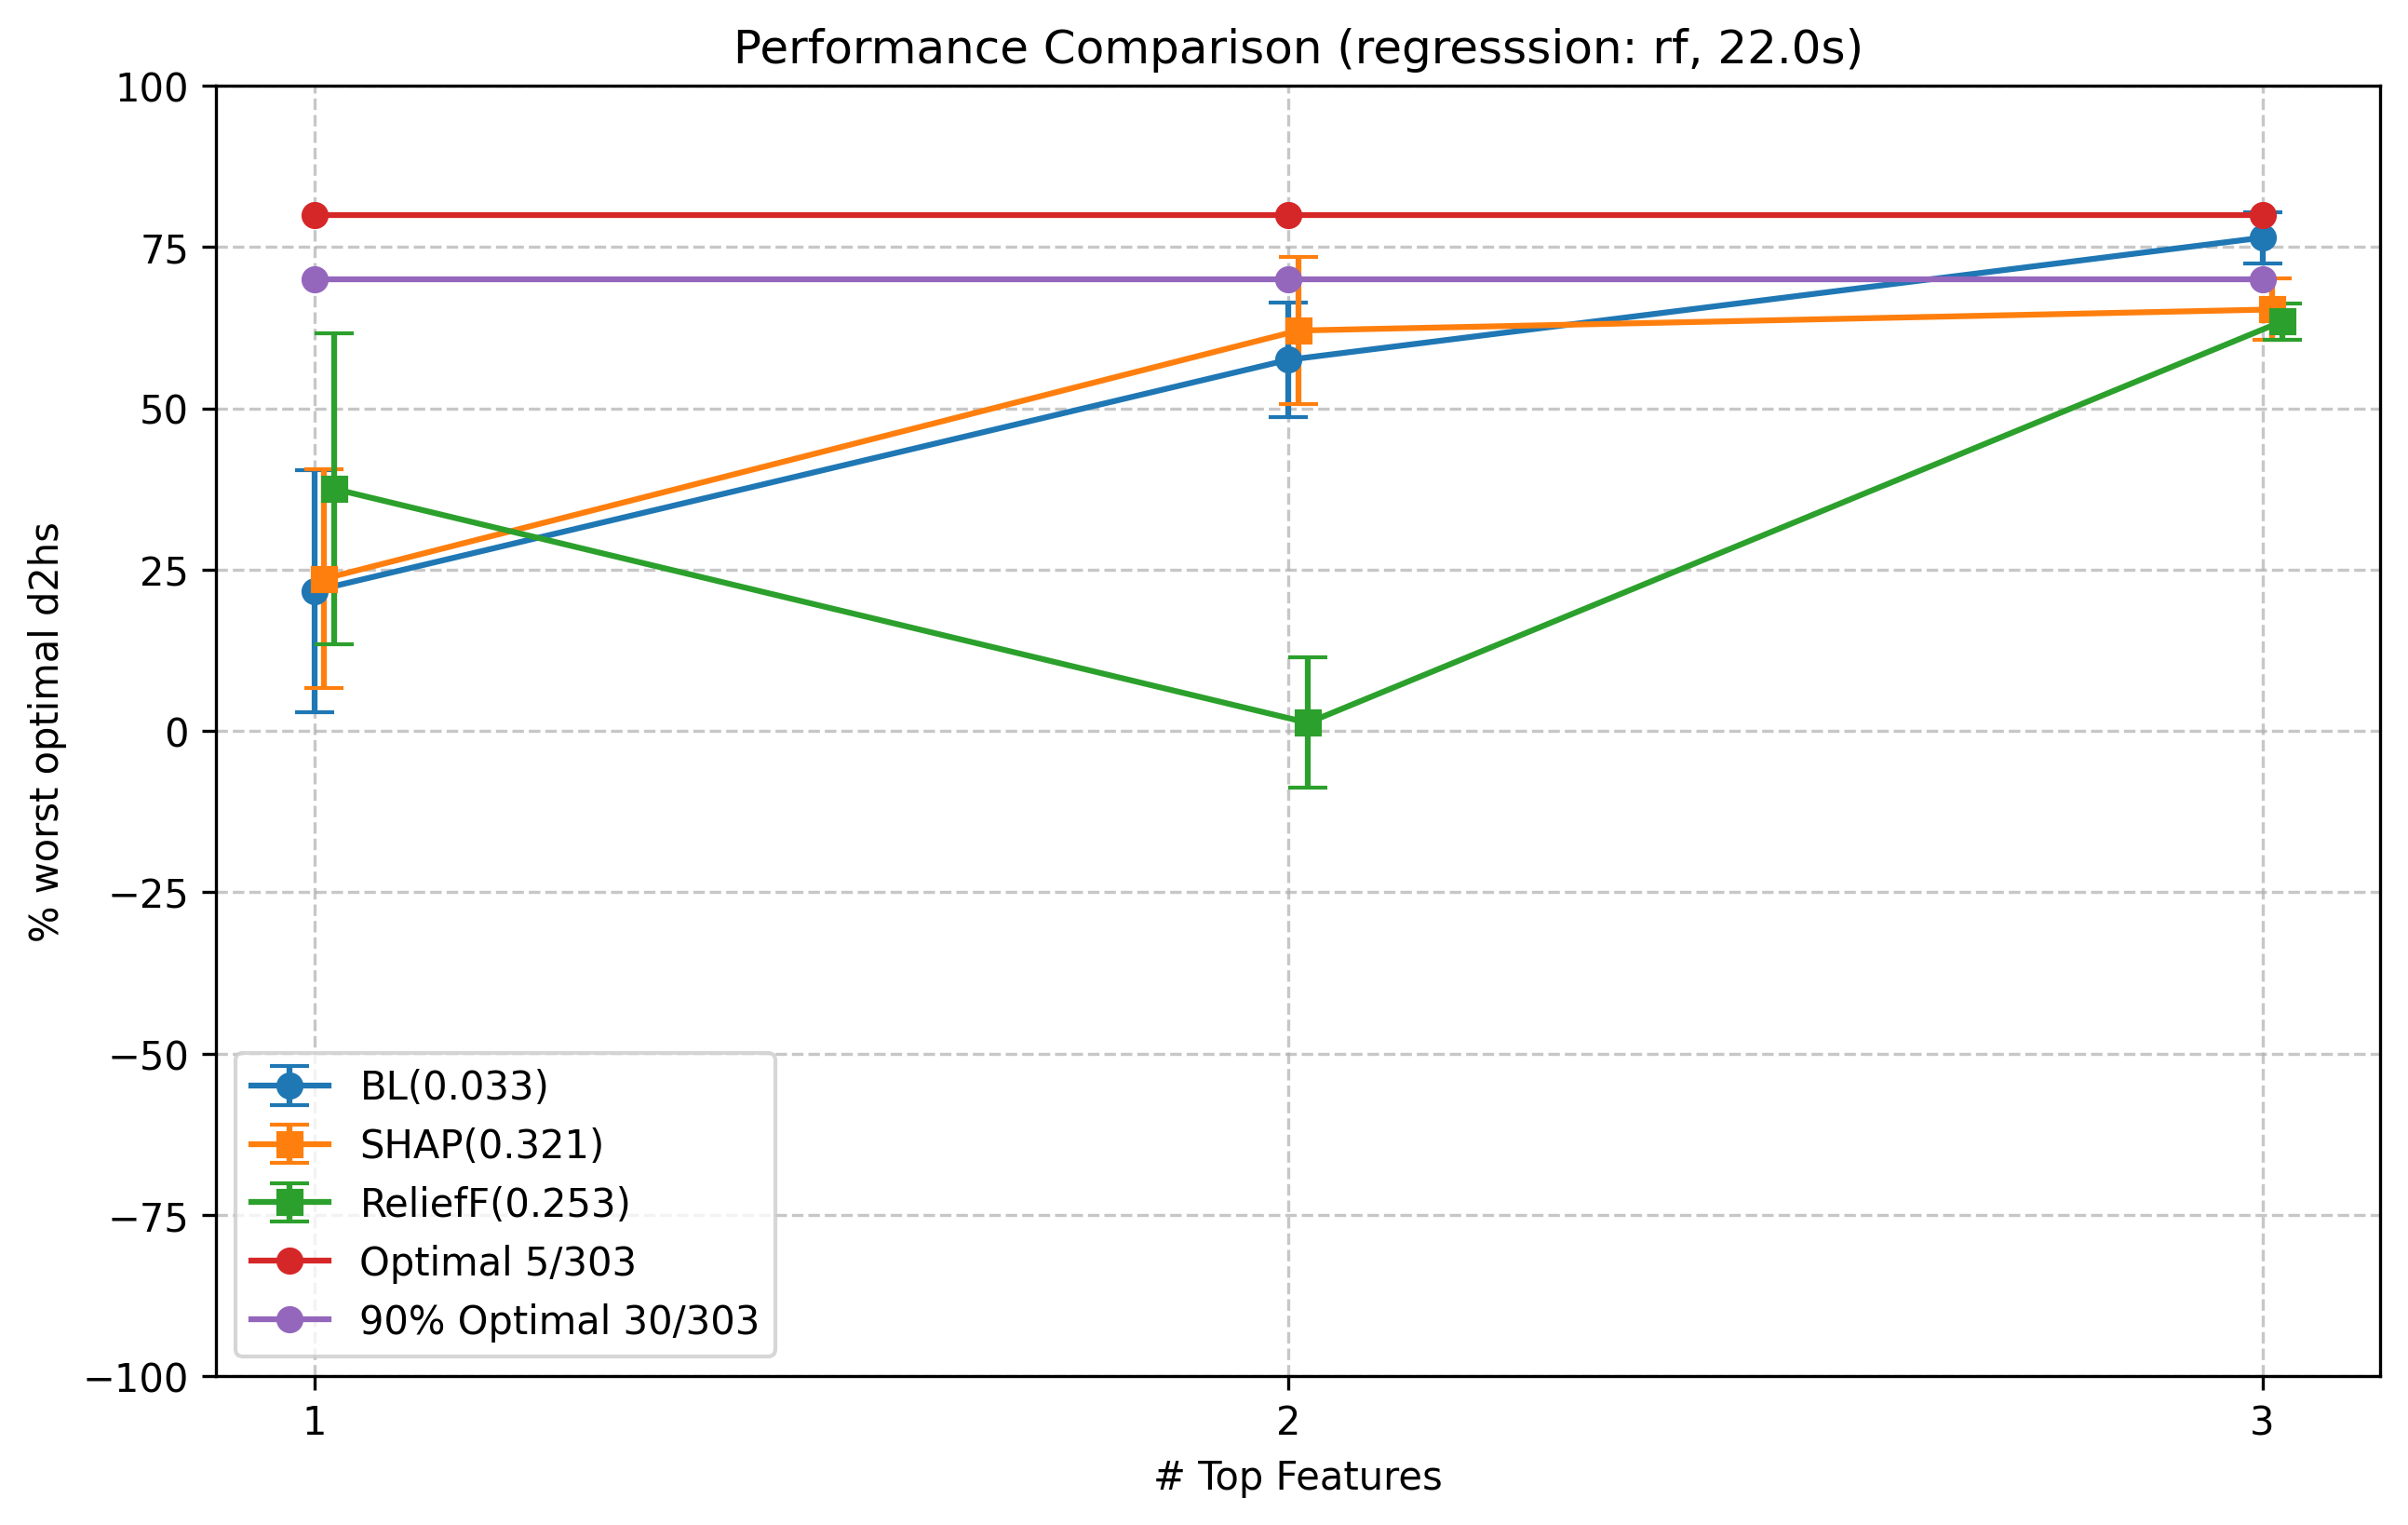 Performance Comparison (regresssion: rf, 22.0s)
% worst optimal d2hs
100
75
50
25
0
−25
−50
−75
−100
BL(0.033)
SHAP(0.321)
ReliefF(0.253)
Optimal 5/303
90% Optimal 30/303
1
2
3
# Top Features